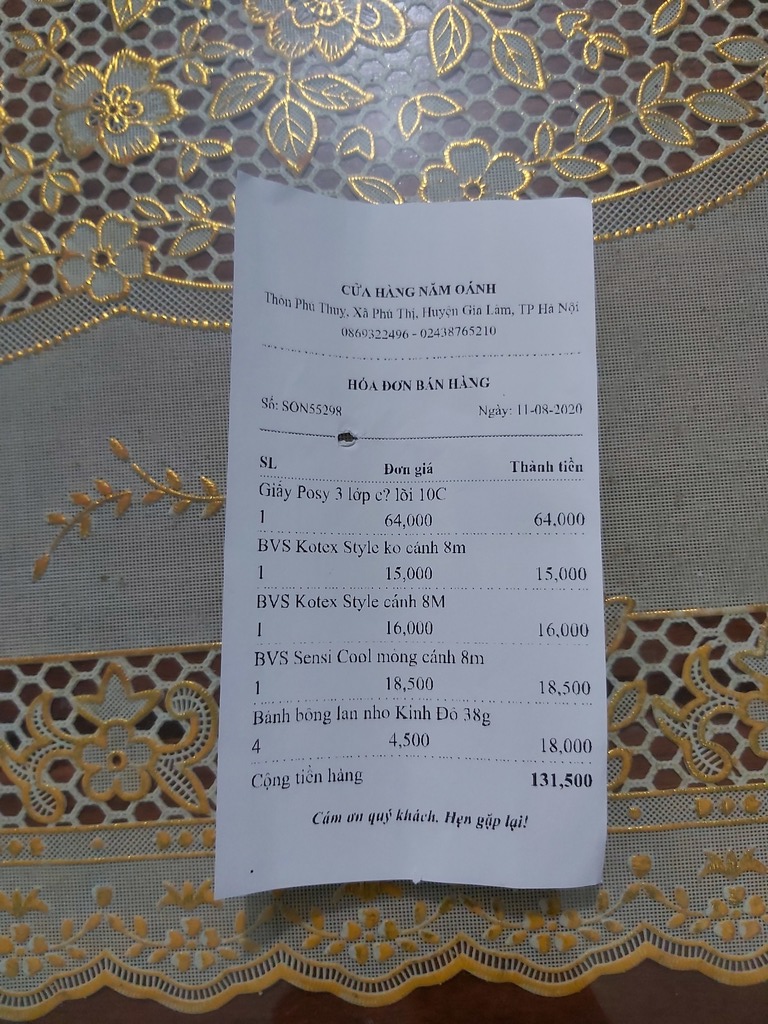 CỬA HÀNG NĂM OÁNH
Thôn Phú Thụy, Xã Phú Thị, Huyện Gia Lâm, TP Hà Nội
0869322496 - 02438765210
HÓA ĐƠN BÁN HÀNG
Số: SON55298 Ngày: 11-08-2020
SL Đơn giá Thành tiền
Giấy Posy 3 lớp c? lõi 10C
1 64,000 64,000
BVS Kotex Style ko cánh 8m
1 15,000 15,000
BVS Kotex Style cánh 8M
1 16,000 16,000
BVS Sensi Cool mỏng cánh 8m
1 18,500 18,500
Bánh bông lan nho Kinh Đô 38g
4 4,500 18,000
Cộng tiền hàng 131,500
Cám ơn quý khách. Hẹn gặp lại!